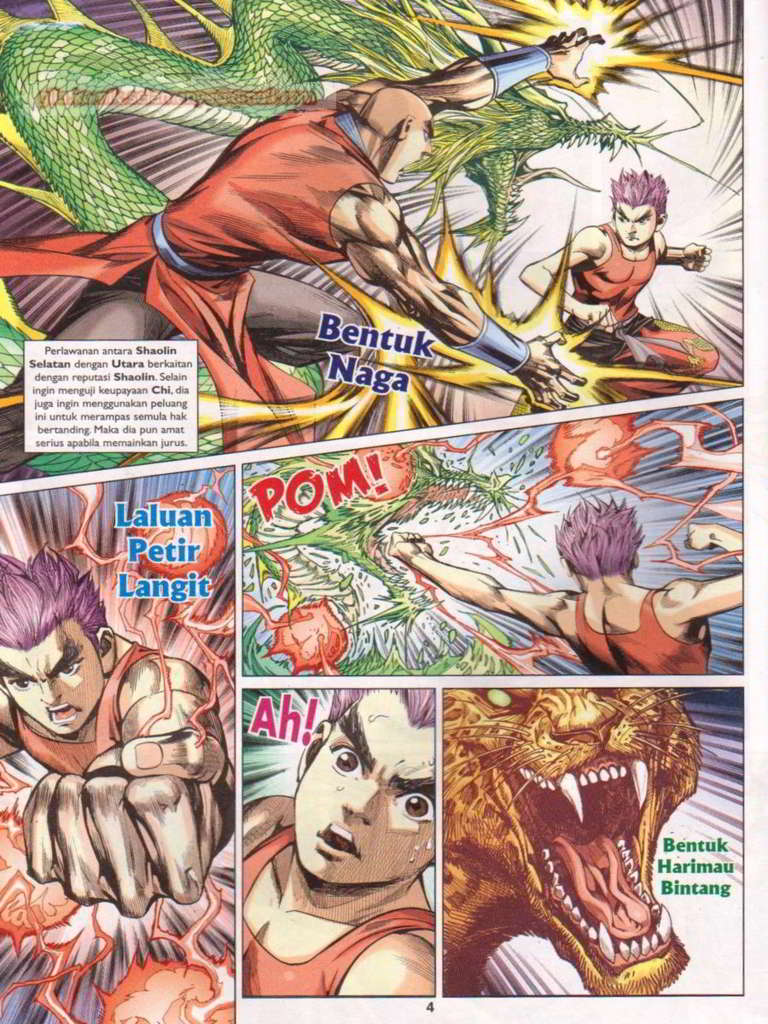 Bentuk
Naga
Perlawanan antara Shaolin
Selatan dengan Utara berkaitan
dengan reputasi Shaolin. Selain
ingin menguji keupayaan Chi, dia
juga ingin menggunakan peluang
ini untuk merampas semula hak
bertanding. Maka dia pun amat
serius apabila memainkan jurus.
Laluan
Petir
Langit
POM!
Ah!
Bentuk
Harimau
Bintang
4